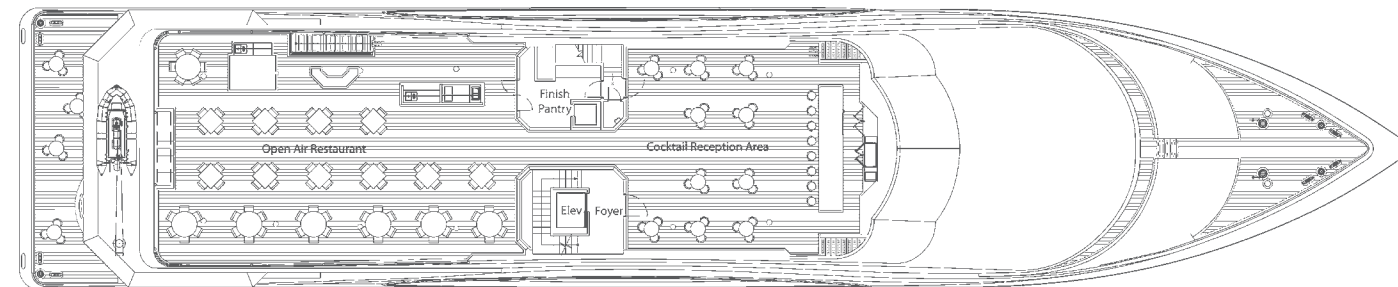 Finish
Pantry
Open Air Restaurant
Cocktail Reception Area
Elev
Foyer